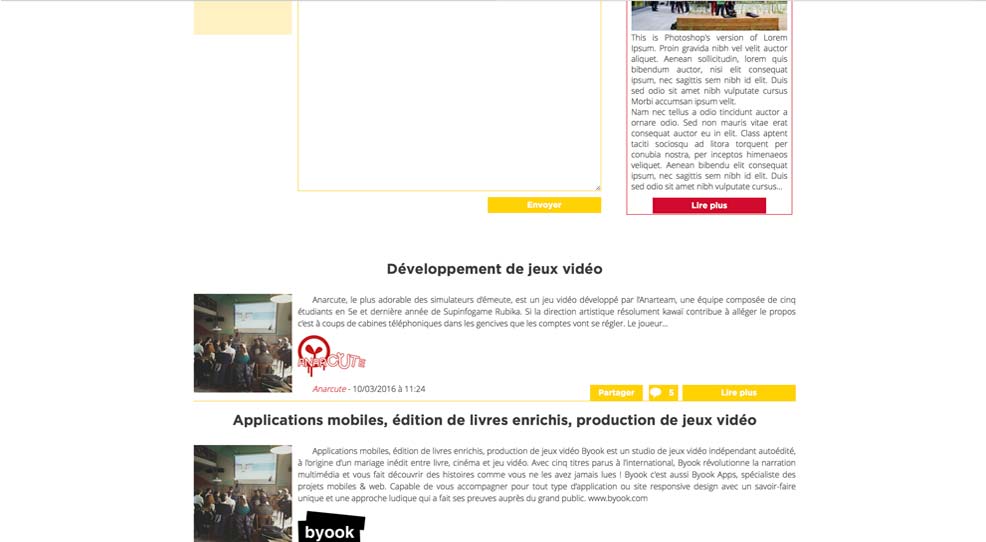 This is Photoshop's version of Lorem
Ipsum. Proin gravida nibh vel velit auctor
aliquet. Aenean sollicitudin, lorem quis
bibendum auctor, nisi elit consequat
ipsum, nec sagittis sem nibh id elit. Duis
sed odio sit amet nibh vulputate cursus
Morbi accumsan ipsum velit.
Nam nec tellus a odio tincidunt auctor a
ornare odio. Sed non mauris vitae erat
consequat auctor eu in elit. Class aptent
taciti sociosqu ad litora torquent per
conubia nostra, per inceptos himenaeos
veliquet. Aenean bibendu elit consequat
ipsum, nec sagittis sem nibh id elit. Duis
sed odio sit amet nibh vulputate cursus...
Envoyer
Lire plus
Développement de jeux vidéo
Anarcute, le plus adorable des simulateurs d'émeute, est un jeu vidéo développé par l'Anarteam, une équipe composée de cinq
étudiants en 5e et dernière année de Supinfogame Rubika. Si la direction artistique résolument kawaï contribue à alléger le propos
c'est à coups de cabines téléphoniques dans les gencives que les comptes vont se régler. Le joueur...
ANARCUTE
Anarcute - 10/03/2016 à 11:24
Partager
5
Lire plus
Applications mobiles, édition de livres enrichis, production de jeux vidéo
Applications mobiles, édition de livres enrichis, production de jeux vidéo Byook est un studio de jeux vidéo indépendant autoédité,
à l'origine d'un mariage inédit entre livre, cinéma et jeu vidéo. Avec cinq titres parus à l'international, Byook révolutionne la narration
multimédia et vous fait découvrir des histoires comme vous ne les avez jamais lues ! Byook c'est aussi Byook Apps, spécialiste des
projets mobiles & web. Capable de vous accompagner pour tout type d'application ou site responsive design avec un savoir-faire
unique et une approche ludique qui a fait ses preuves auprès du grand public. www.byook.com
byook